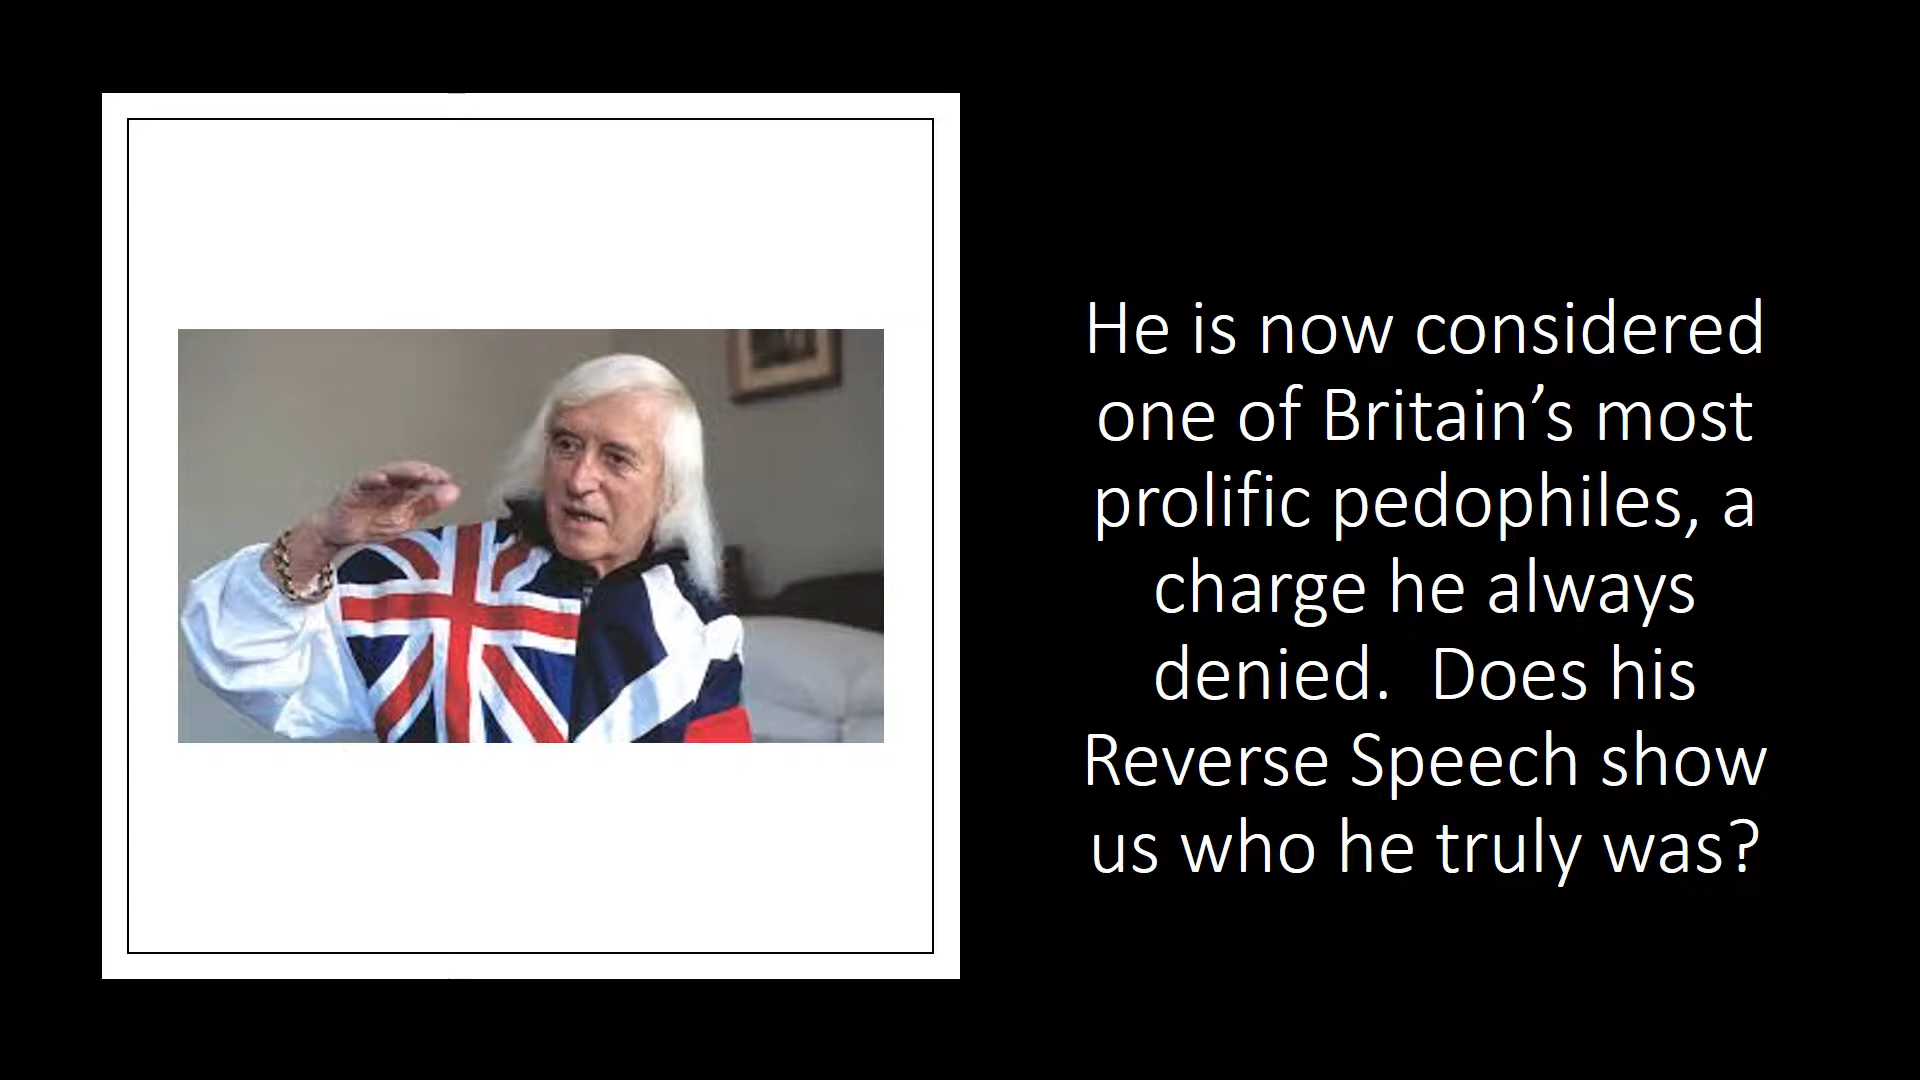 He is now considered
one of Britain’s most
prolific pedophiles, a
charge he always
denied.  Does his
Reverse Speech show
us who he truly was?